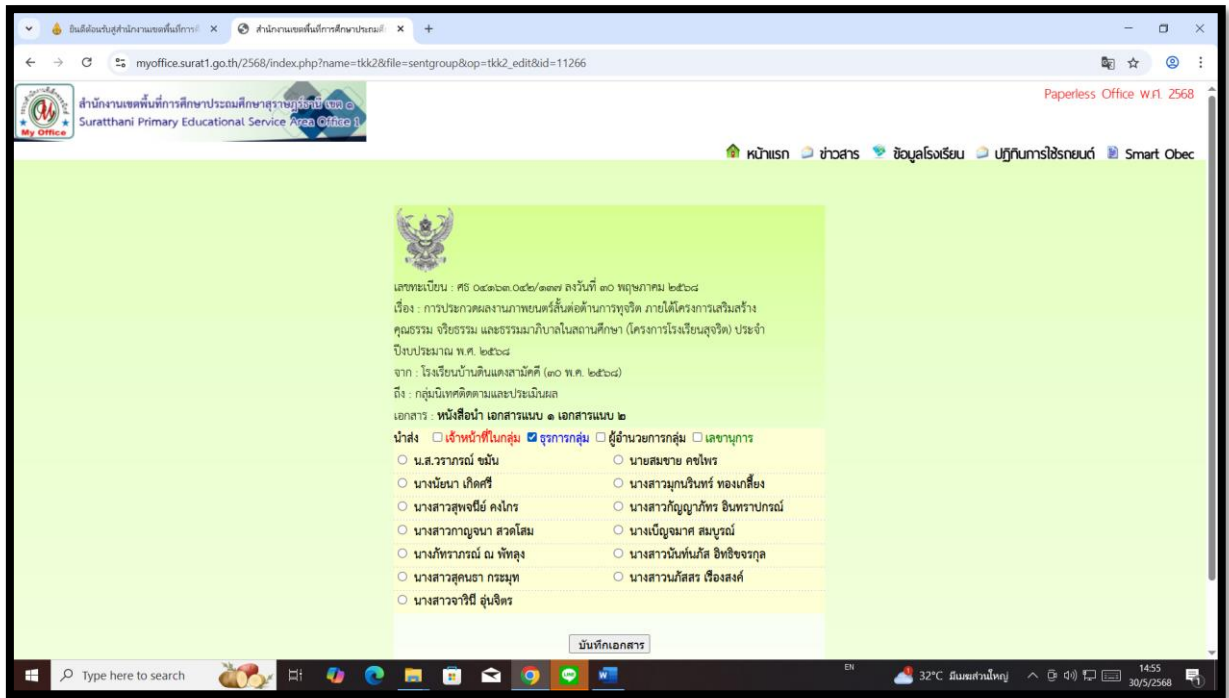 ยินดีต้อนรับสู่สำนักงานเขตพื้นที่การศึ
สำนักงานเขตพื้นที่การศึกษาประถมศึ
myoffice.surat1.go.th/2568/index.php?name=tkk2&file=sentgroup&op=tkk2_edit&id=11266
My Office
สำนักงานเขตพื้นที่การศึกษาประถมศึกษาสุราษฎร์ธานี เขต ๑
Suratthani Primary Educational Service Area Office 1
Paperless Office พ.ศ. 2568
หน้าแรก ข่าวสาร ข้อมูลโรงเรียน ปฏิทินการใช้รถยนต์ Smart Obec
เลขทะเบียน : ศธ ๐๔๑๖๓.๐๔๒/๑๓๗ ลงวันที่ ๓๐ พฤษภาคม ๒๕๖๘
เรื่อง : การประกวดผลงานภาพยนตร์สั้นต่อต้านการทุจริต ภายใต้โครงการเสริมสร้าง
คุณธรรม จริยธรรม และธรรมมาภิบาลในสถานศึกษา (โครงการโรงเรียนสุจริต) ประจำ
ปีงบประมาณ พ.ศ. ๒๕๖๘
จาก : โรงเรียนบ้านดินแดงสามัคคี (๓๐ พ.ค. ๒๕๖๘)
ถึง : กลุ่มนิเทศติดตามและประเมินผล
เอกสาร : หนังสือนำ เอกสารแนบ ๑ เอกสารแนบ ๒
นำส่ง เจ้าหน้าที่ในกลุ่ม ธุรการกลุ่ม ผู้อำนวยการกลุ่ม เลขานุการ
น.ส.วราภรณ์ ขมัน นายสมชาย คชไพร
นางนัยนา เกิดศรี นางสาวมุกนรินทร์ ทองเกลี้ยง
นางสาวสุพจนีย์ คงไกร นางสาวกัญญาภัทร อินทราปกรณ์
นางสาวกาญจนา สวดโสม นางเบ็ญจมาศ สมบูรณ์
นางภัทราภรณ์ ณ พัทลุง นางสาวนันท์นภัส อิทธิขจรกุล
นางสาวสุคนธา กระมุท นางสาวนภัสสร เรืองสงค์
นางสาวจารินี อุ่นจิตร
บันทึกเอกสาร
Type here to search
EN
32°C มีเมฆส่วนใหญ่
14:55
30/5/2568